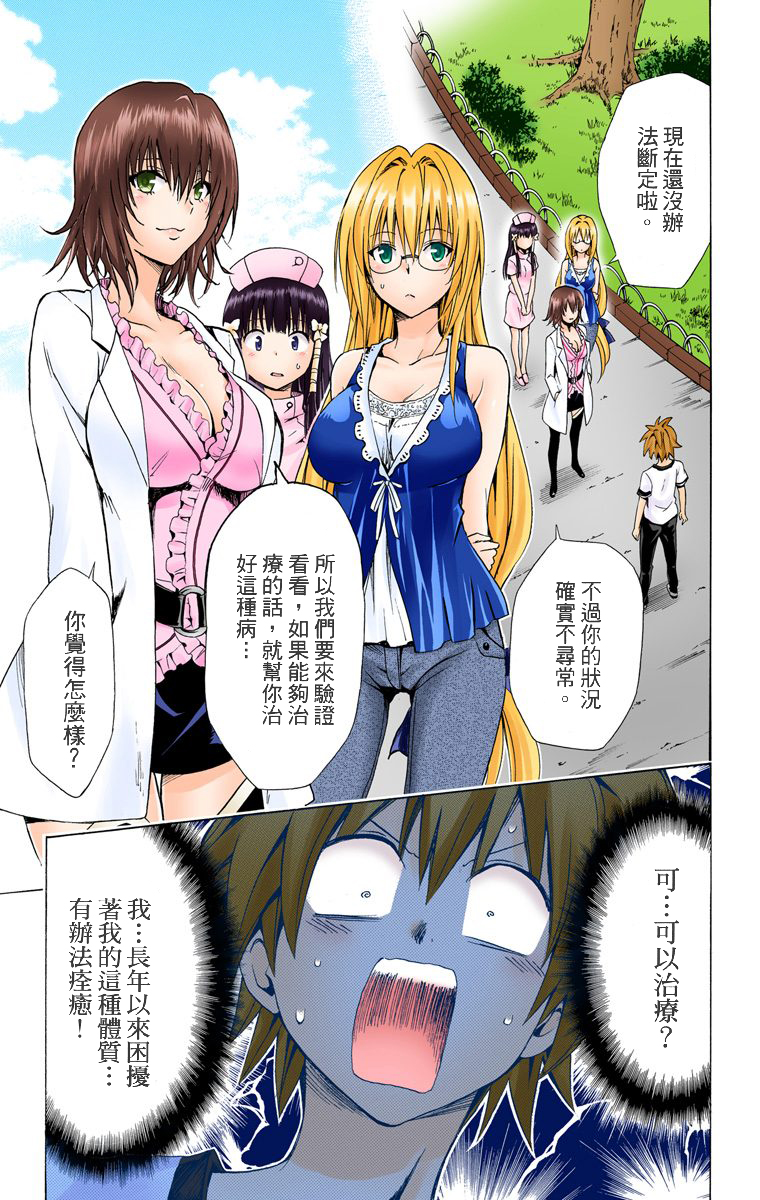 現在還沒辦
法斷定啦。
不過你的狀況
確實不尋常。
所以我們要來驗證
看看，如果能夠治
療的話，就幫你治
好這種病…
你覺得怎麼樣？
可…可以治療？
我…長年以來困擾
著我的這種體質…
有辦法痊癒！